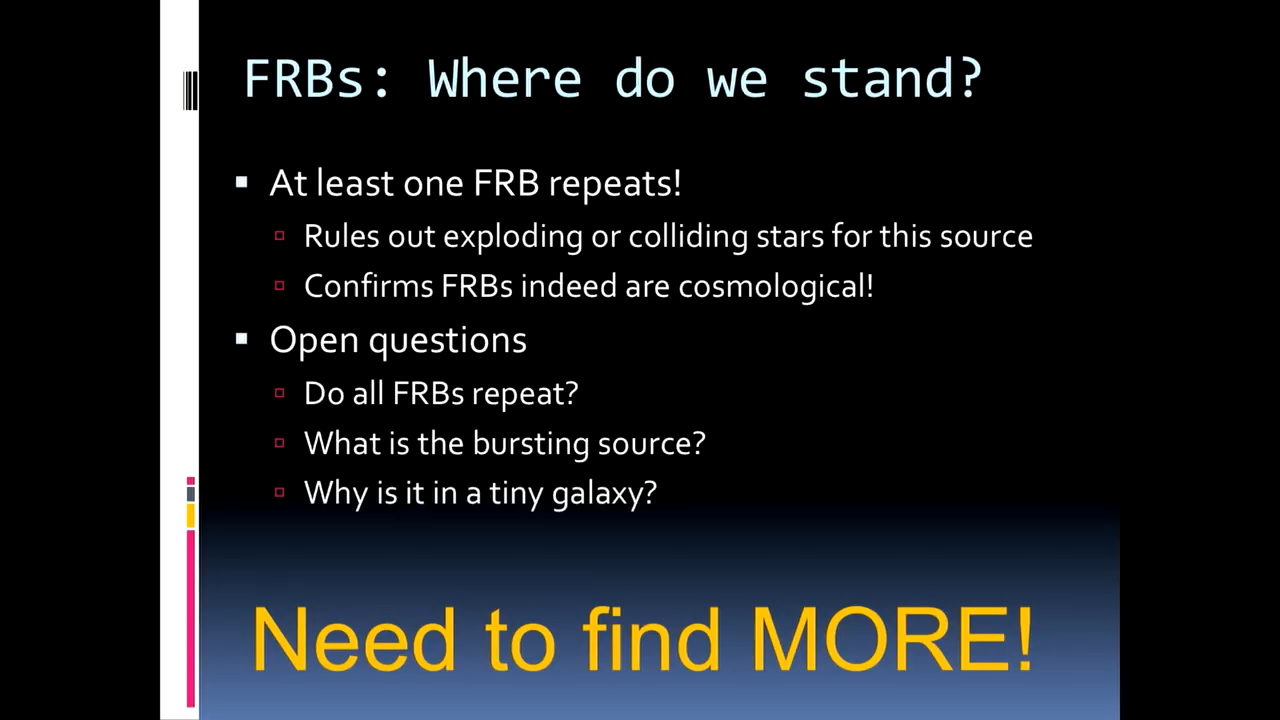 FRBs: Where do we stand?
At least one FRB repeats!
Rules out exploding or colliding stars for this source
Confirms FRBs indeed are cosmological!
Open questions
Do all FRBs repeat?
What is the bursting source?
Why is it in a tiny galaxy?
Need to find MORE!